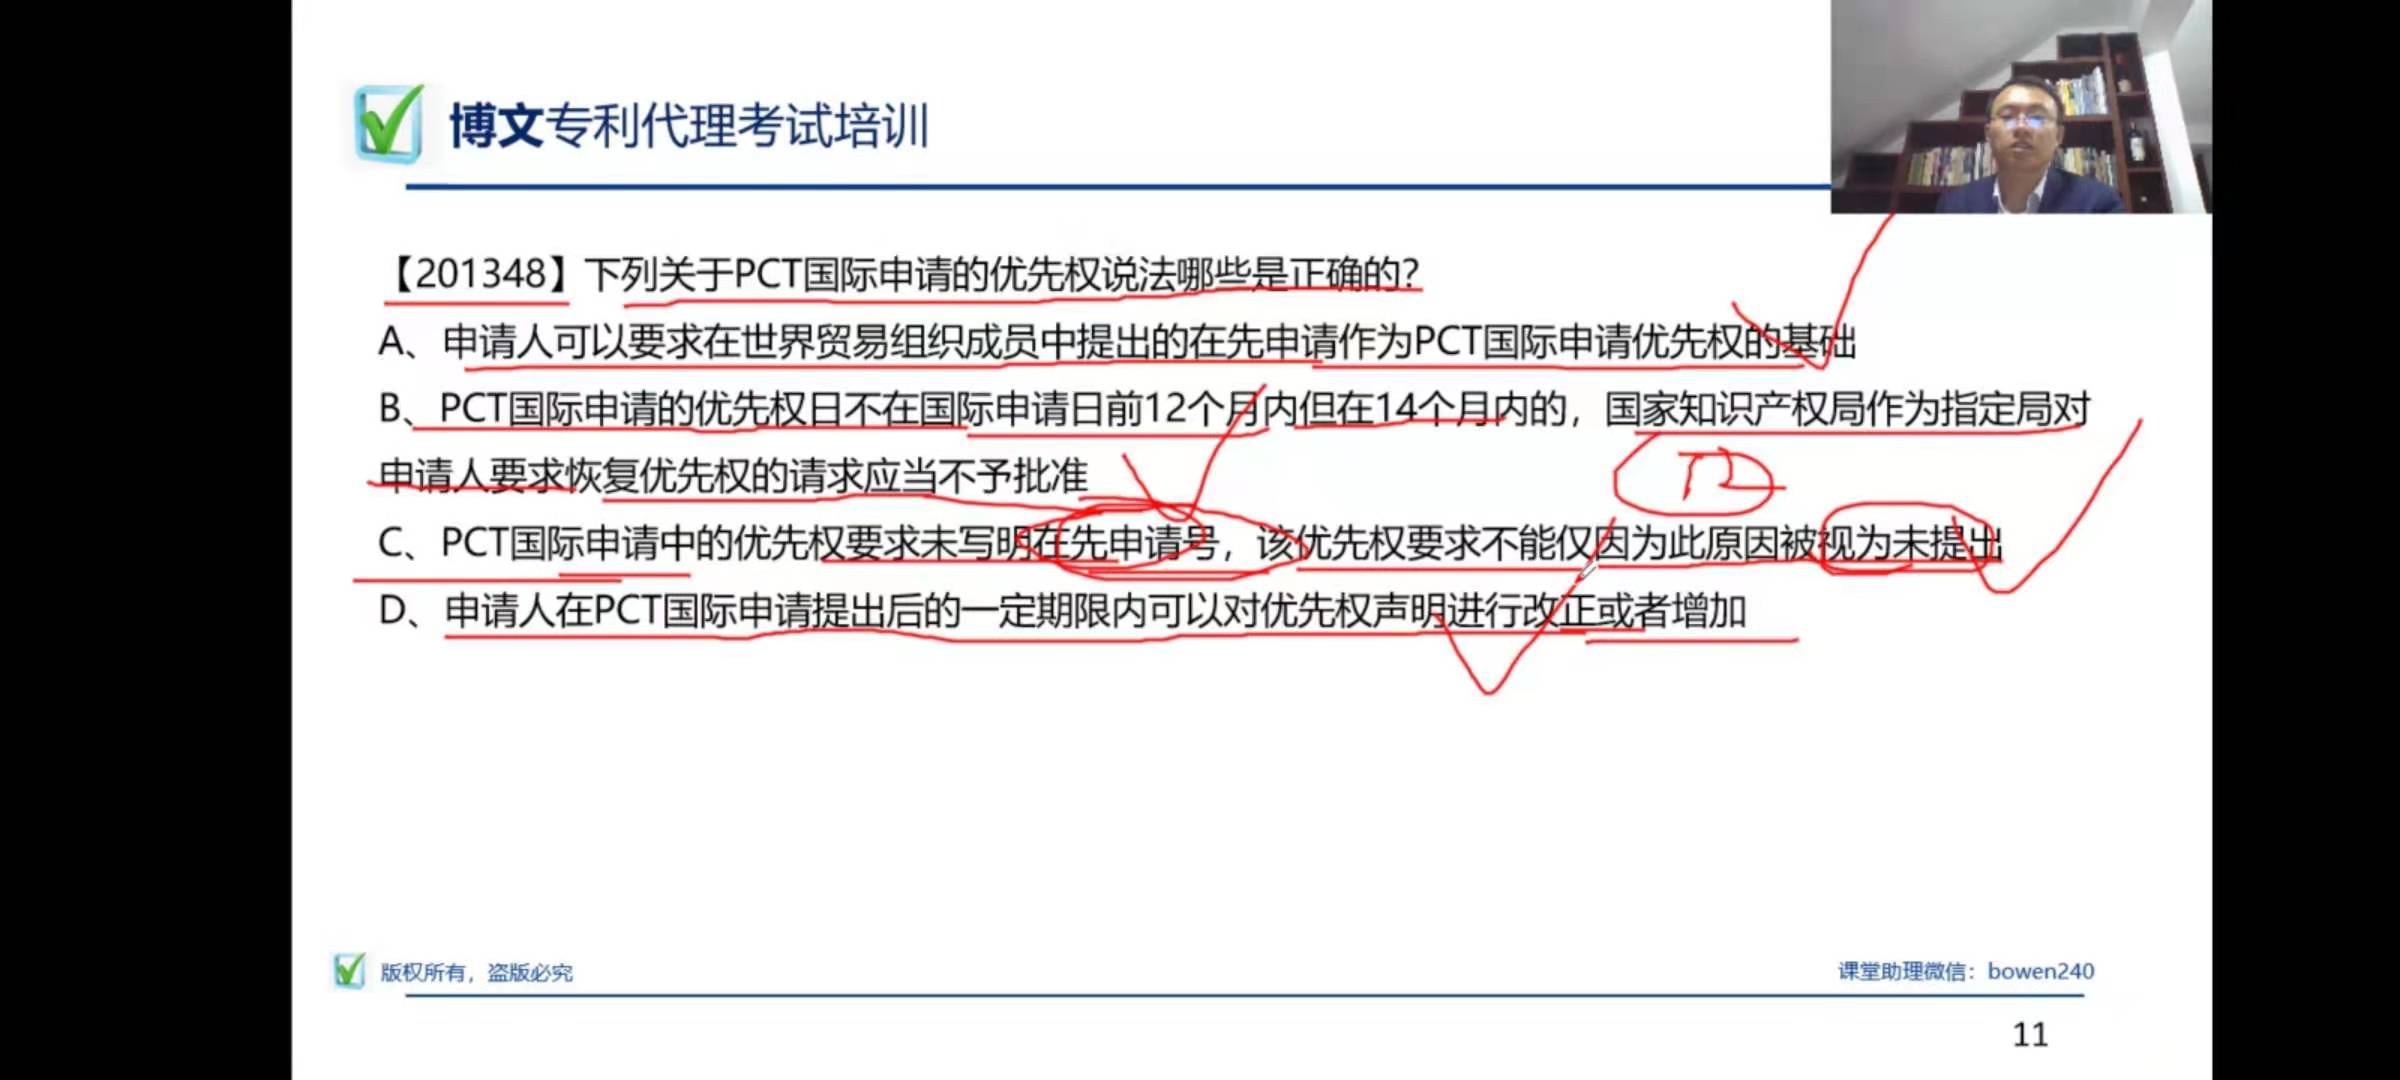 博文专利代理考试培训
【201348】下列关于PCT国际申请的优先权说法哪些是正确的?
A、申请人可以要求在世界贸易组织成员中提出的在先申请作为PCT国际申请优先权的基础
B、PCT国际申请的优先权日不在国际申请日前12个月内但在14个月内的，国家知识产权局作为指定局对
申请人要求恢复优先权的请求应当不予批准
C、PCT国际申请中的优先权要求未写明在先申请号，该优先权要求不能仅因为此原因被视为未提出
D、申请人在PCT国际申请提出后的一定期限内可以对优先权声明进行改正或者增加
版权所有，盗版必究
课堂助理微信：bowen240
11